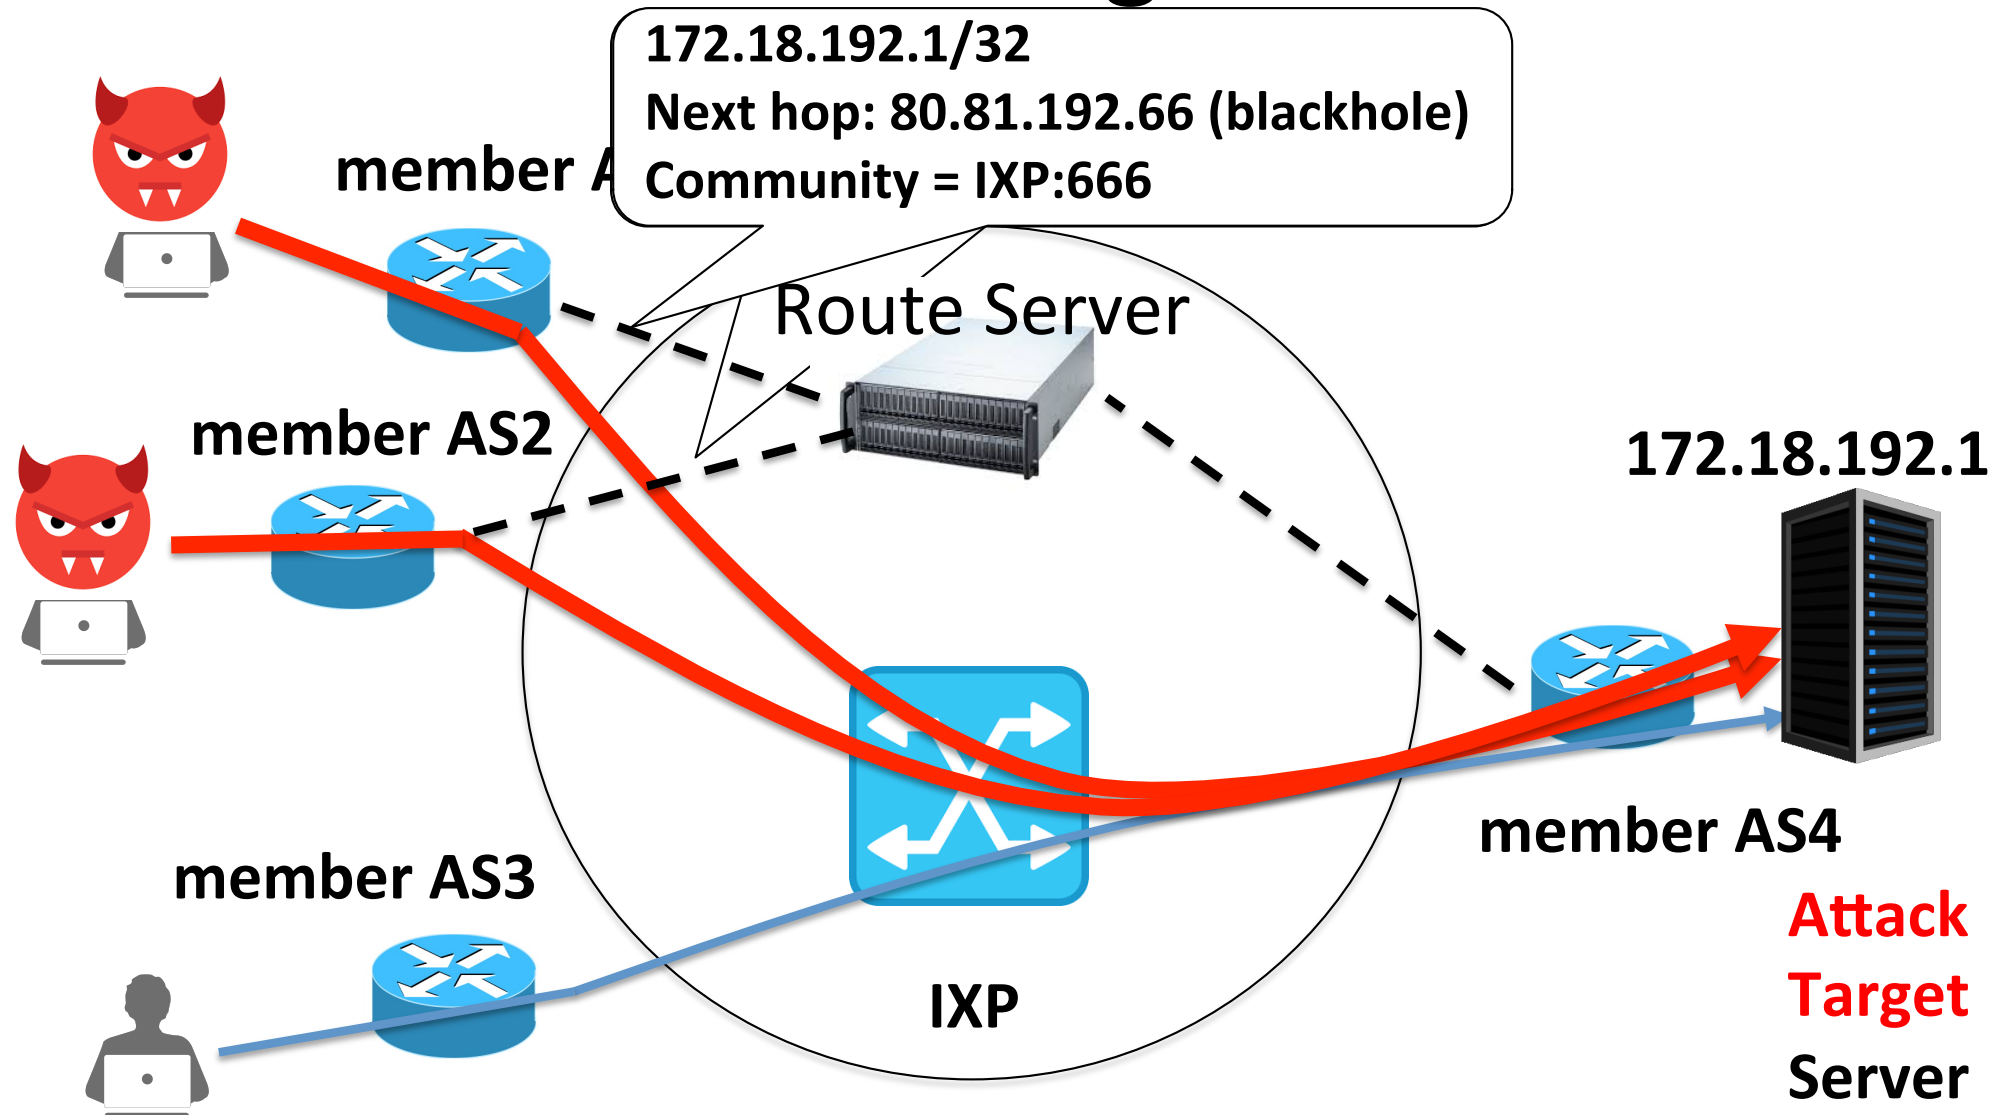 172.18.192.1/32
Next hop: 80.81.192.66 (blackhole)
Community = IXP:666
member
Route Server
member AS2
172.18.192.1
member AS4
member AS3
Attack
Target
Server
IXP